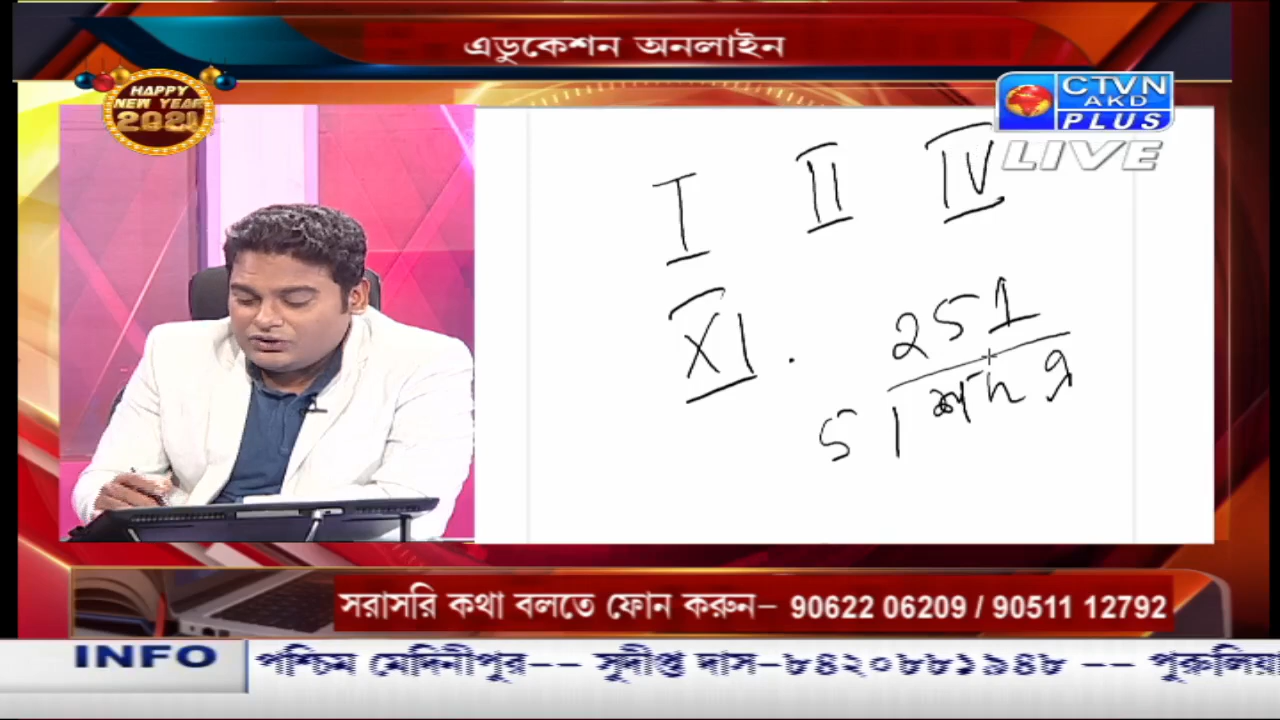 এডুকেশন অনলাইন
HAPPY
NEW YEAR
2021
CTVN
AKD
PLUS
LIVE
I II IV
XI. 251
51
সরাসরি কথা বলতে ফোন করুন- 90622 06209 / 90511 12792
INFO পশ্চিম মেদিনীপুর-- সুদীপ্ত দাস-৮৪২০৮৮১৯৪৮ -- পুরুলিয়া